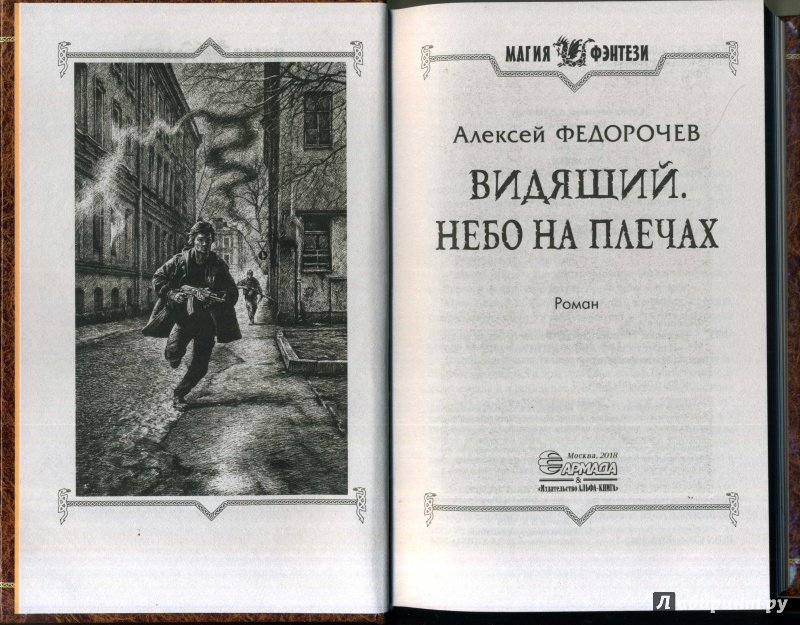 МАГИЯ ФЭНТЕЗИ
Алексей ФЕДОРОЧЕВ
ВИДЯЩИЙ.
НЕБО НА ПЛЕЧАХ
Роман
Москва, 2018
АРМАДА
&
«Издательство АЛЬФА-КНИГА»
Лабиринт.ру